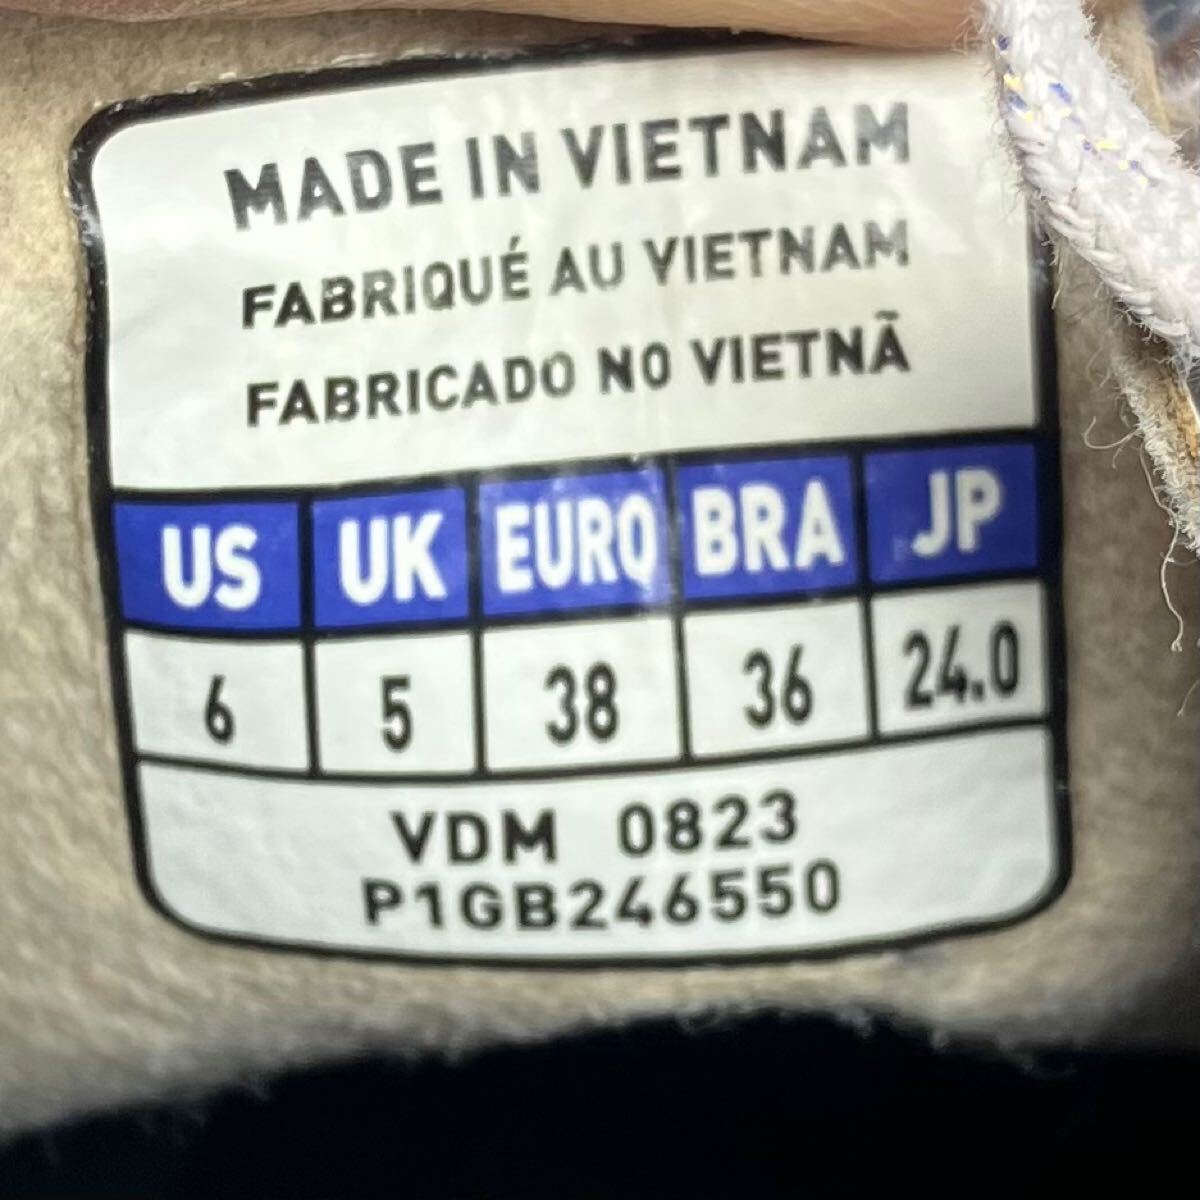 MADE IN VIETNAM
FABRIQUÉ AU VIETNAM
FABRICADO NO VIETNÃ
US UK EURO BRA JP
6 5 38 36 24.0
VDM 0823
P1GB246550